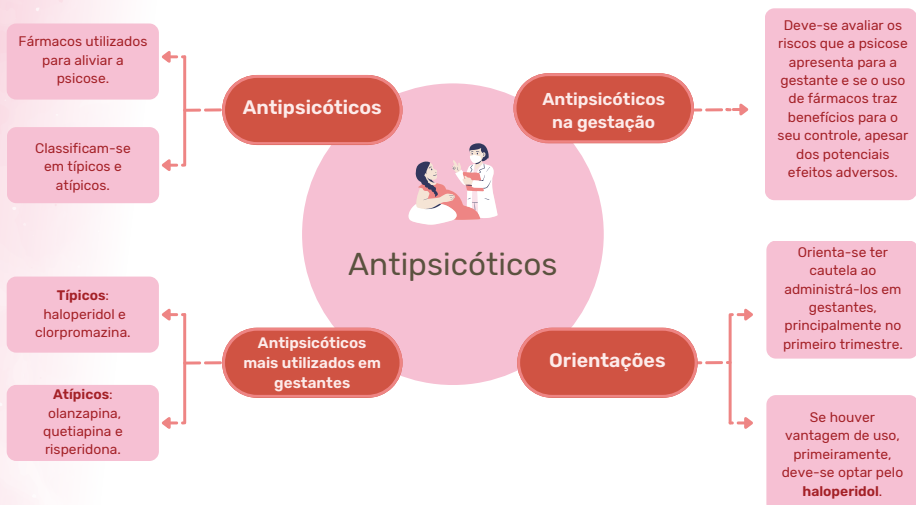 Antipsicóticos
Antipsicóticos
Fármacos utilizados
para aliviar a
psicose.
Classificam-se
em típicos e
atípicos.
Antipsicóticos
na gestação
Deve-se avaliar os
riscos que a psicose
apresenta para a
gestante e se o uso
de fármacos traz
benefícios para o
seu controle, apesar
dos potenciais
efeitos adversos.
Antipsicóticos
mais utilizados em
gestantes
Típicos:
haloperidol e
clorpromazina.
Atípicos:
olanzapina,
quetiapina e
risperidona.
Orientações
Orienta-se ter
cautela ao
administrá-los em
gestantes,
principalmente no
primeiro trimestre.
Se houver
vantagem de uso,
primeiramente,
deve-se optar pelo
haloperidol.